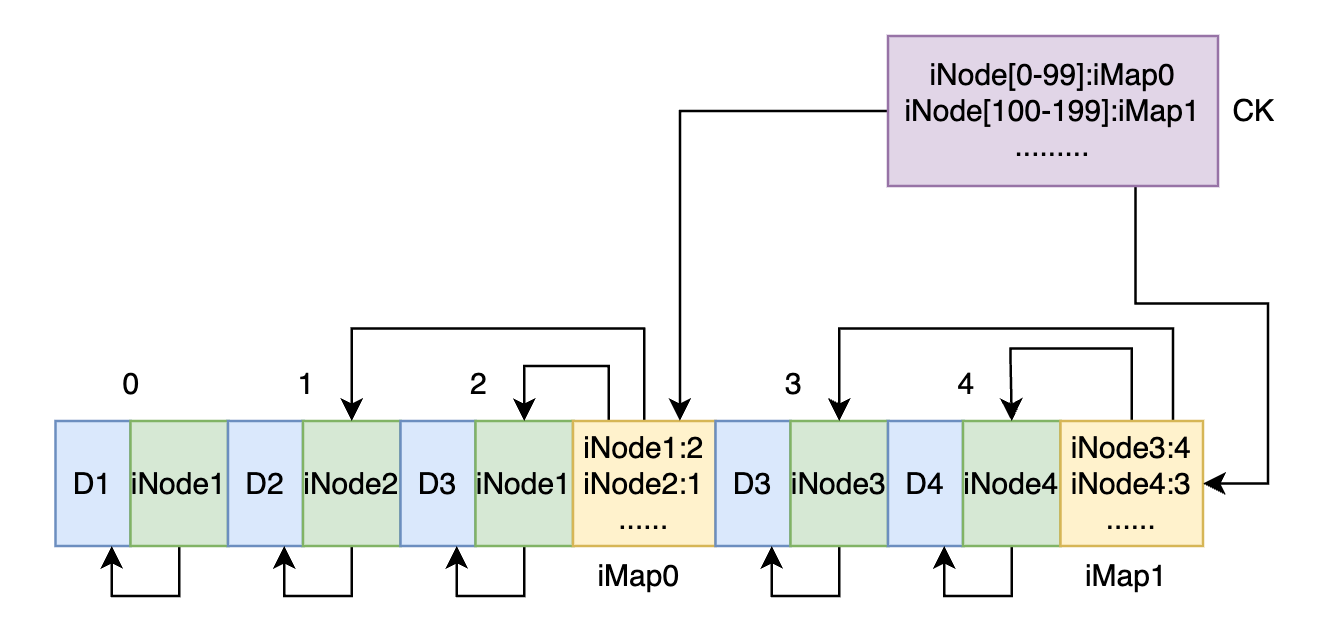 iNode[0-99]:iMap0
iNode[100-199]:iMap1
.........
CK
0
1
2
3
4
D1
iNode1
D2
iNode2
D3
iNode1
iNode1:2
iNode2:1
......
D3
iNode3
D4
iNode4
iNode3:4
iNode4:3
......
iMap0
iMap1